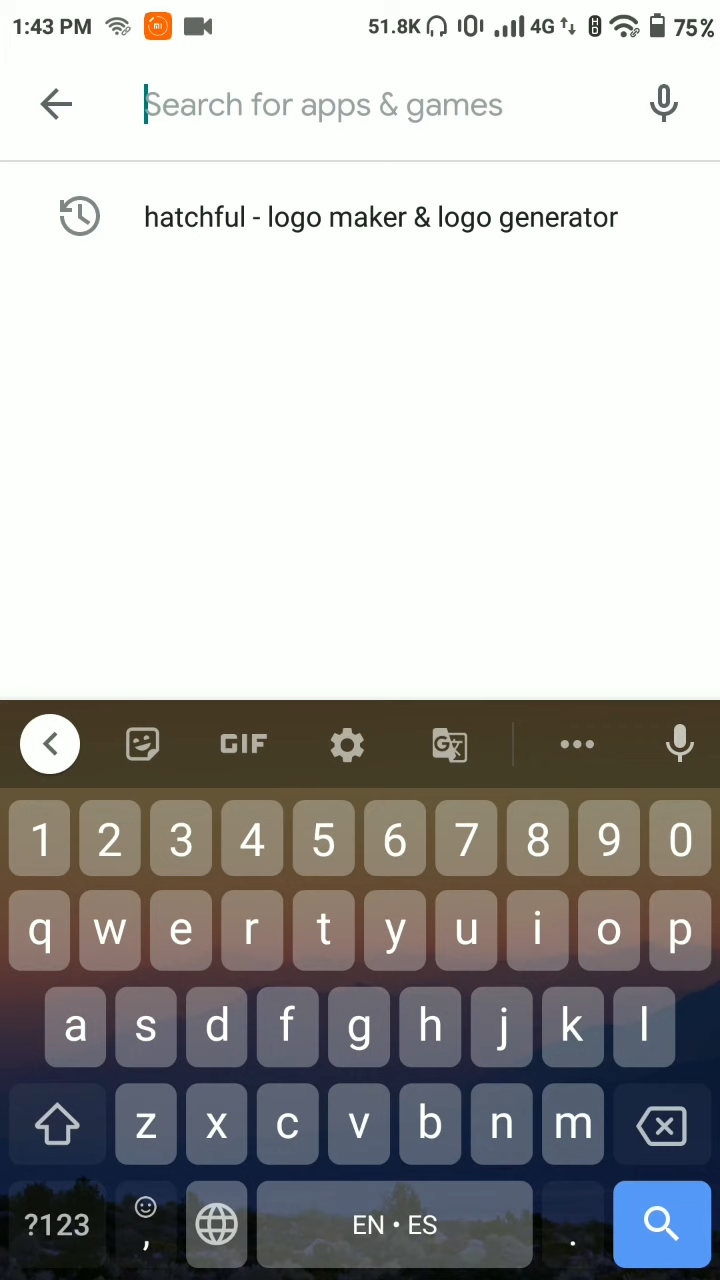 1:43 PM 51.8K 4G 75%
Search for apps & games
hatchful - logo maker & logo generator
GIF
1 2 3 4 5 6 7 8 9 0
q w e r t y u i o p
a s d f g h j k l
z x c v b n m
?123 , EN • ES .